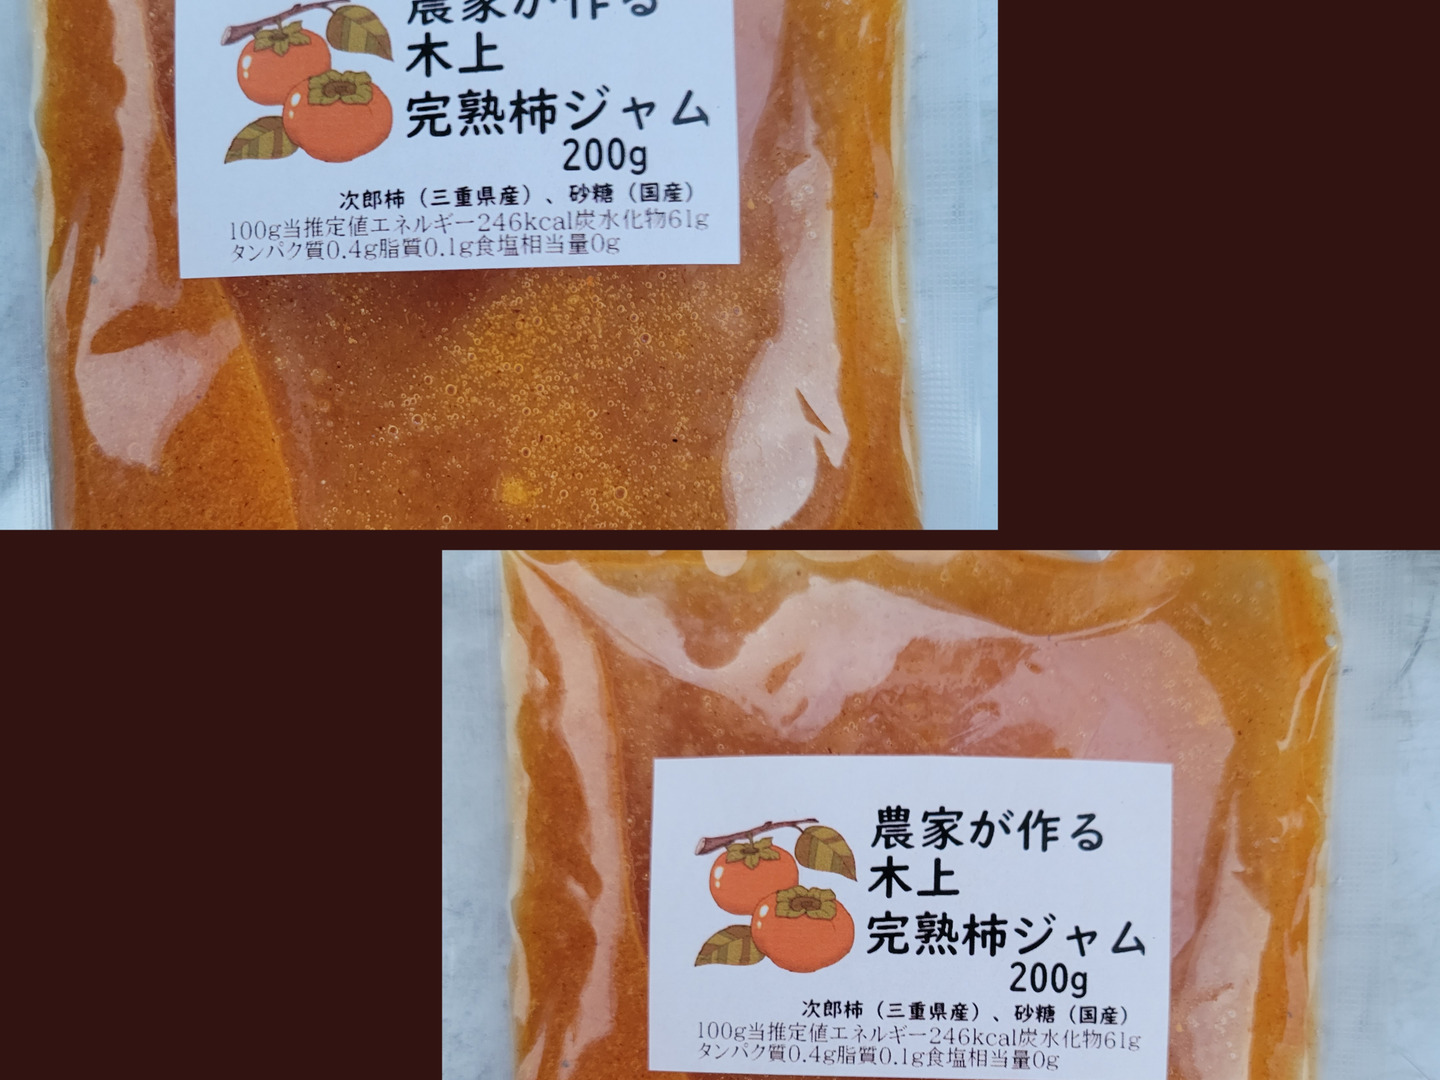 農家が作る
木上
完熟柿ジャム
200g
次郎柿（三重県産）、砂糖（国産）
100g当推定値エネルギー246kcal炭水化物61g
タンパク質0.4g脂質0.1g食塩相当量0g
農家が作る
木上
完熟柿ジャム
200g
次郎柿（三重県産）、砂糖（国産）
100g当推定値エネルギー246kcal炭水化物61g
タンパク質0.4g脂質0.1g食塩相当量0g